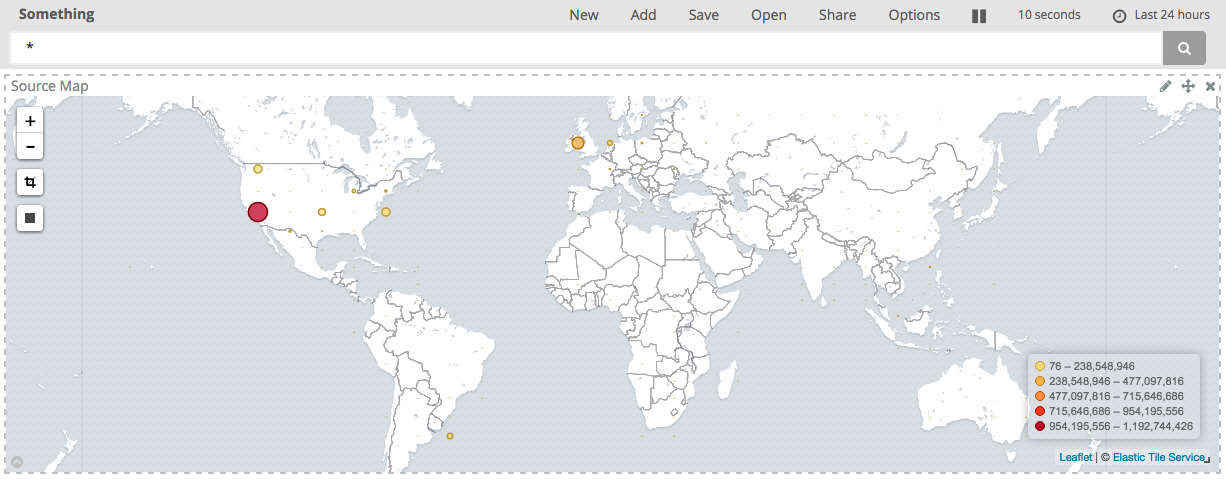 Something New Add Save Open Share Options 10 seconds Last 24 hours
*
Source Map
+
−
76 – 238,548,946
238,548,946 – 477,097,816
477,097,816 – 715,646,686
715,646,686 – 954,195,556
954,195,556 – 1,192,744,426
Leaflet | © Elastic Tile Service